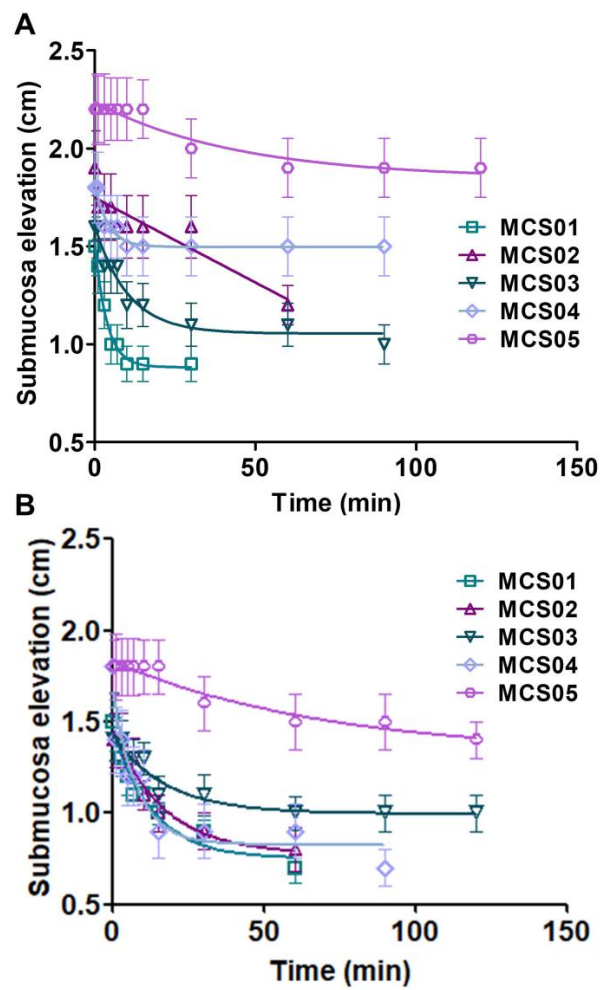 A
2.5
2.0
1.5
1.0
0.5
Submucosa elevation (cm)
MCS01
MCS02
MCS03
MCS04
MCS05
0 50 100 150
Time (min)
B
2.5
2.0
1.5
1.0
0.5
Submucosa elevation (cm)
MCS01
MCS02
MCS03
MCS04
MCS05
0 50 100 150
Time (min)